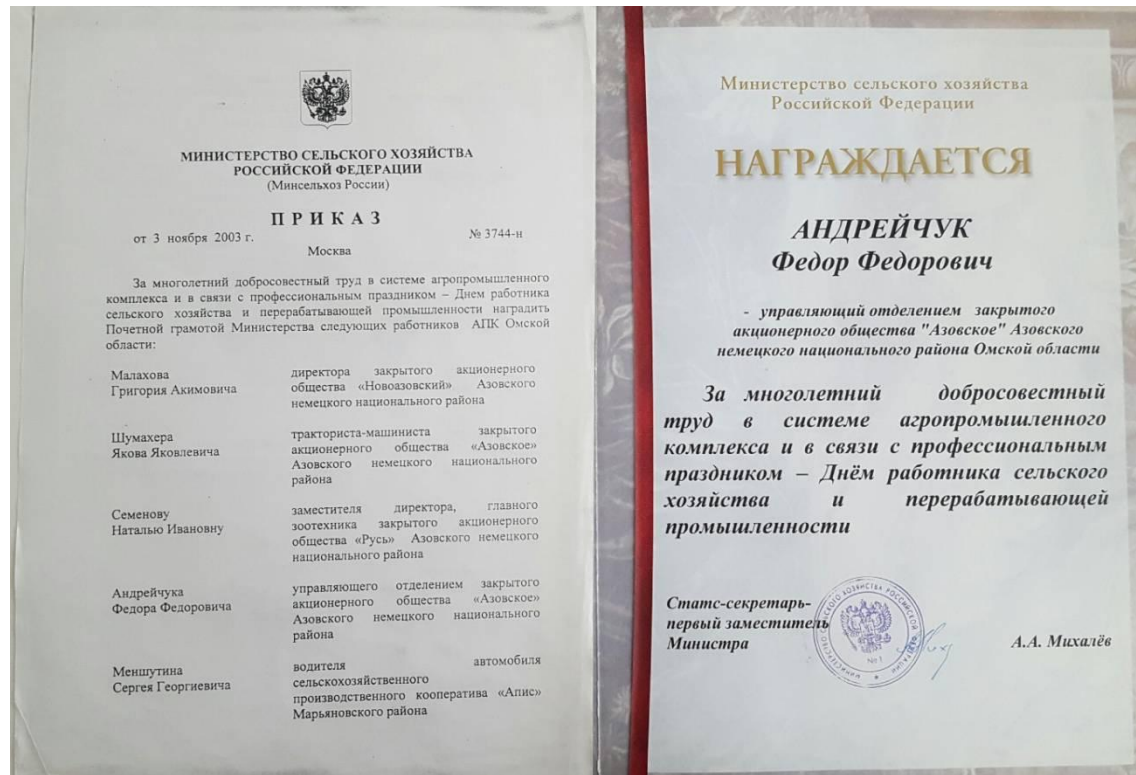 МИНИСТЕРСТВО СЕЛЬСКОГО ХОЗЯЙСТВА
РОССИЙСКОЙ ФЕДЕРАЦИИ
(Минсельхоз России)
П Р И К А З
от 3 ноября 2003 г.
№ 3744-н
Москва
За многолетний добросовестный труд в системе агропромышленного
комплекса и в связи с профессиональным праздником – Днем работника
сельского хозяйства и перерабатывающей промышленности наградить
Почетной грамотой Министерства следующих работников АПК Омской
области:
Малахова
Григория Акимовича
директора закрытого акционерного
общества «Новоазовский» Азовского
немецкого национального района
Шумахера
Якова Яковлевича
тракториста-машиниста закрытого
акционерного общества «Азовское»
Азовского немецкого национального
района
Семенову
Наталью Ивановну
заместителя директора, главного
зоотехника закрытого акционерного
общества «Русь» Азовского немецкого
национального района
Андрейчука
Федора Федоровича
управляющего отделением закрытого
акционерного общества «Азовское»
Азовского немецкого национального
района
Меншутина
Сергея Георгиевича
водителя автомобиля
сельскохозяйственного
производственного кооператива «Апис»
Марьяновского района
Министерство сельского хозяйства
Российской Федерации
НАГРАЖДАЕТСЯ
АНДРЕЙЧУК
Федор Федорович
- управляющий отделением закрытого
акционерного общества "Азовское" Азовского
немецкого национального района Омской области
За многолетний добросовестный
труд в системе агропромышленного
комплекса и в связи с профессиональным
праздником – Днём работника сельского
хозяйства и перерабатывающей
промышленности
Статс-секретарь-
первый заместитель
Министра
А.А. Михалёв
МИНИСТЕРСТВО СЕЛЬСКОГО ХОЗЯЙСТВА РОССИЙСКОЙ ФЕДЕРАЦИИ
№ 1